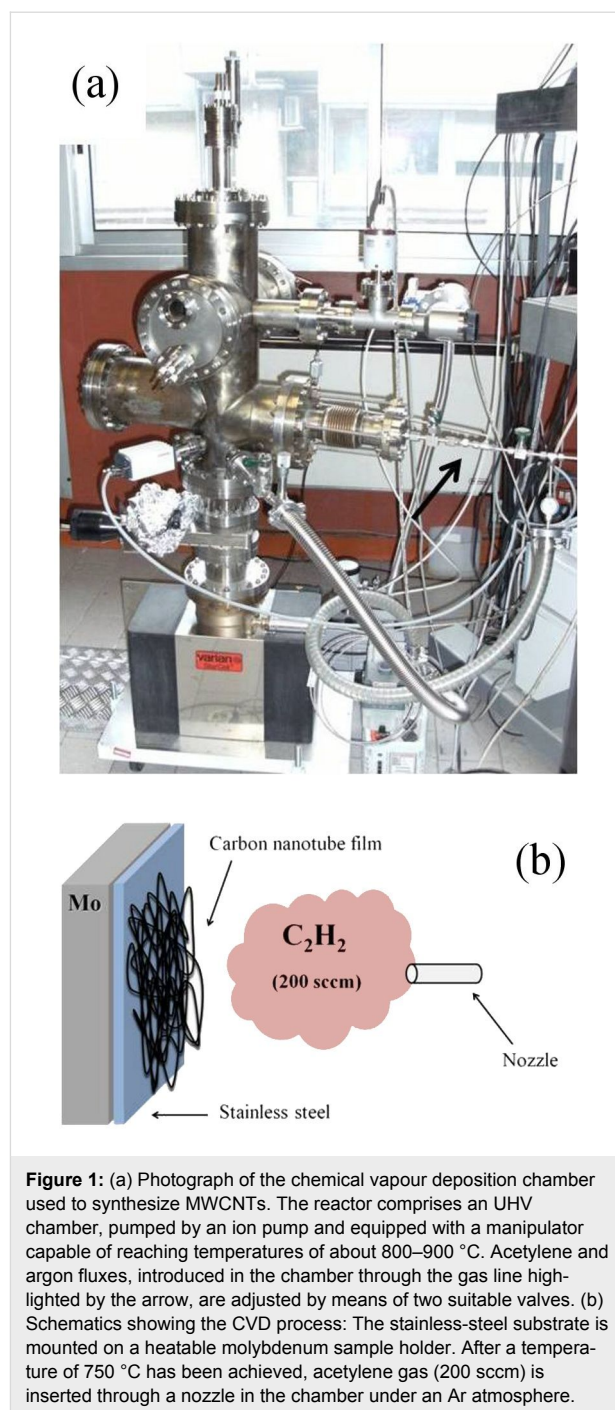 (a)
varian
StarCell
Carbon nanotube film
(b)
Mo
C₂H₂
(200 sccm)
Nozzle
Stainless steel
Figure 1: (a) Photograph of the chemical vapour deposition chamber
used to synthesize MWCNTs. The reactor comprises an UHV
chamber, pumped by an ion pump and equipped with a manipulator
capable of reaching temperatures of about 800–900 °C. Acetylene and
argon fluxes, introduced in the chamber through the gas line high-
lighted by the arrow, are adjusted by means of two suitable valves. (b)
Schematics showing the CVD process: The stainless-steel substrate is
mounted on a heatable molybdenum sample holder. After a tempera-
ture of 750 °C has been achieved, acetylene gas (200 sccm) is
inserted through a nozzle in the chamber under an Ar atmosphere.